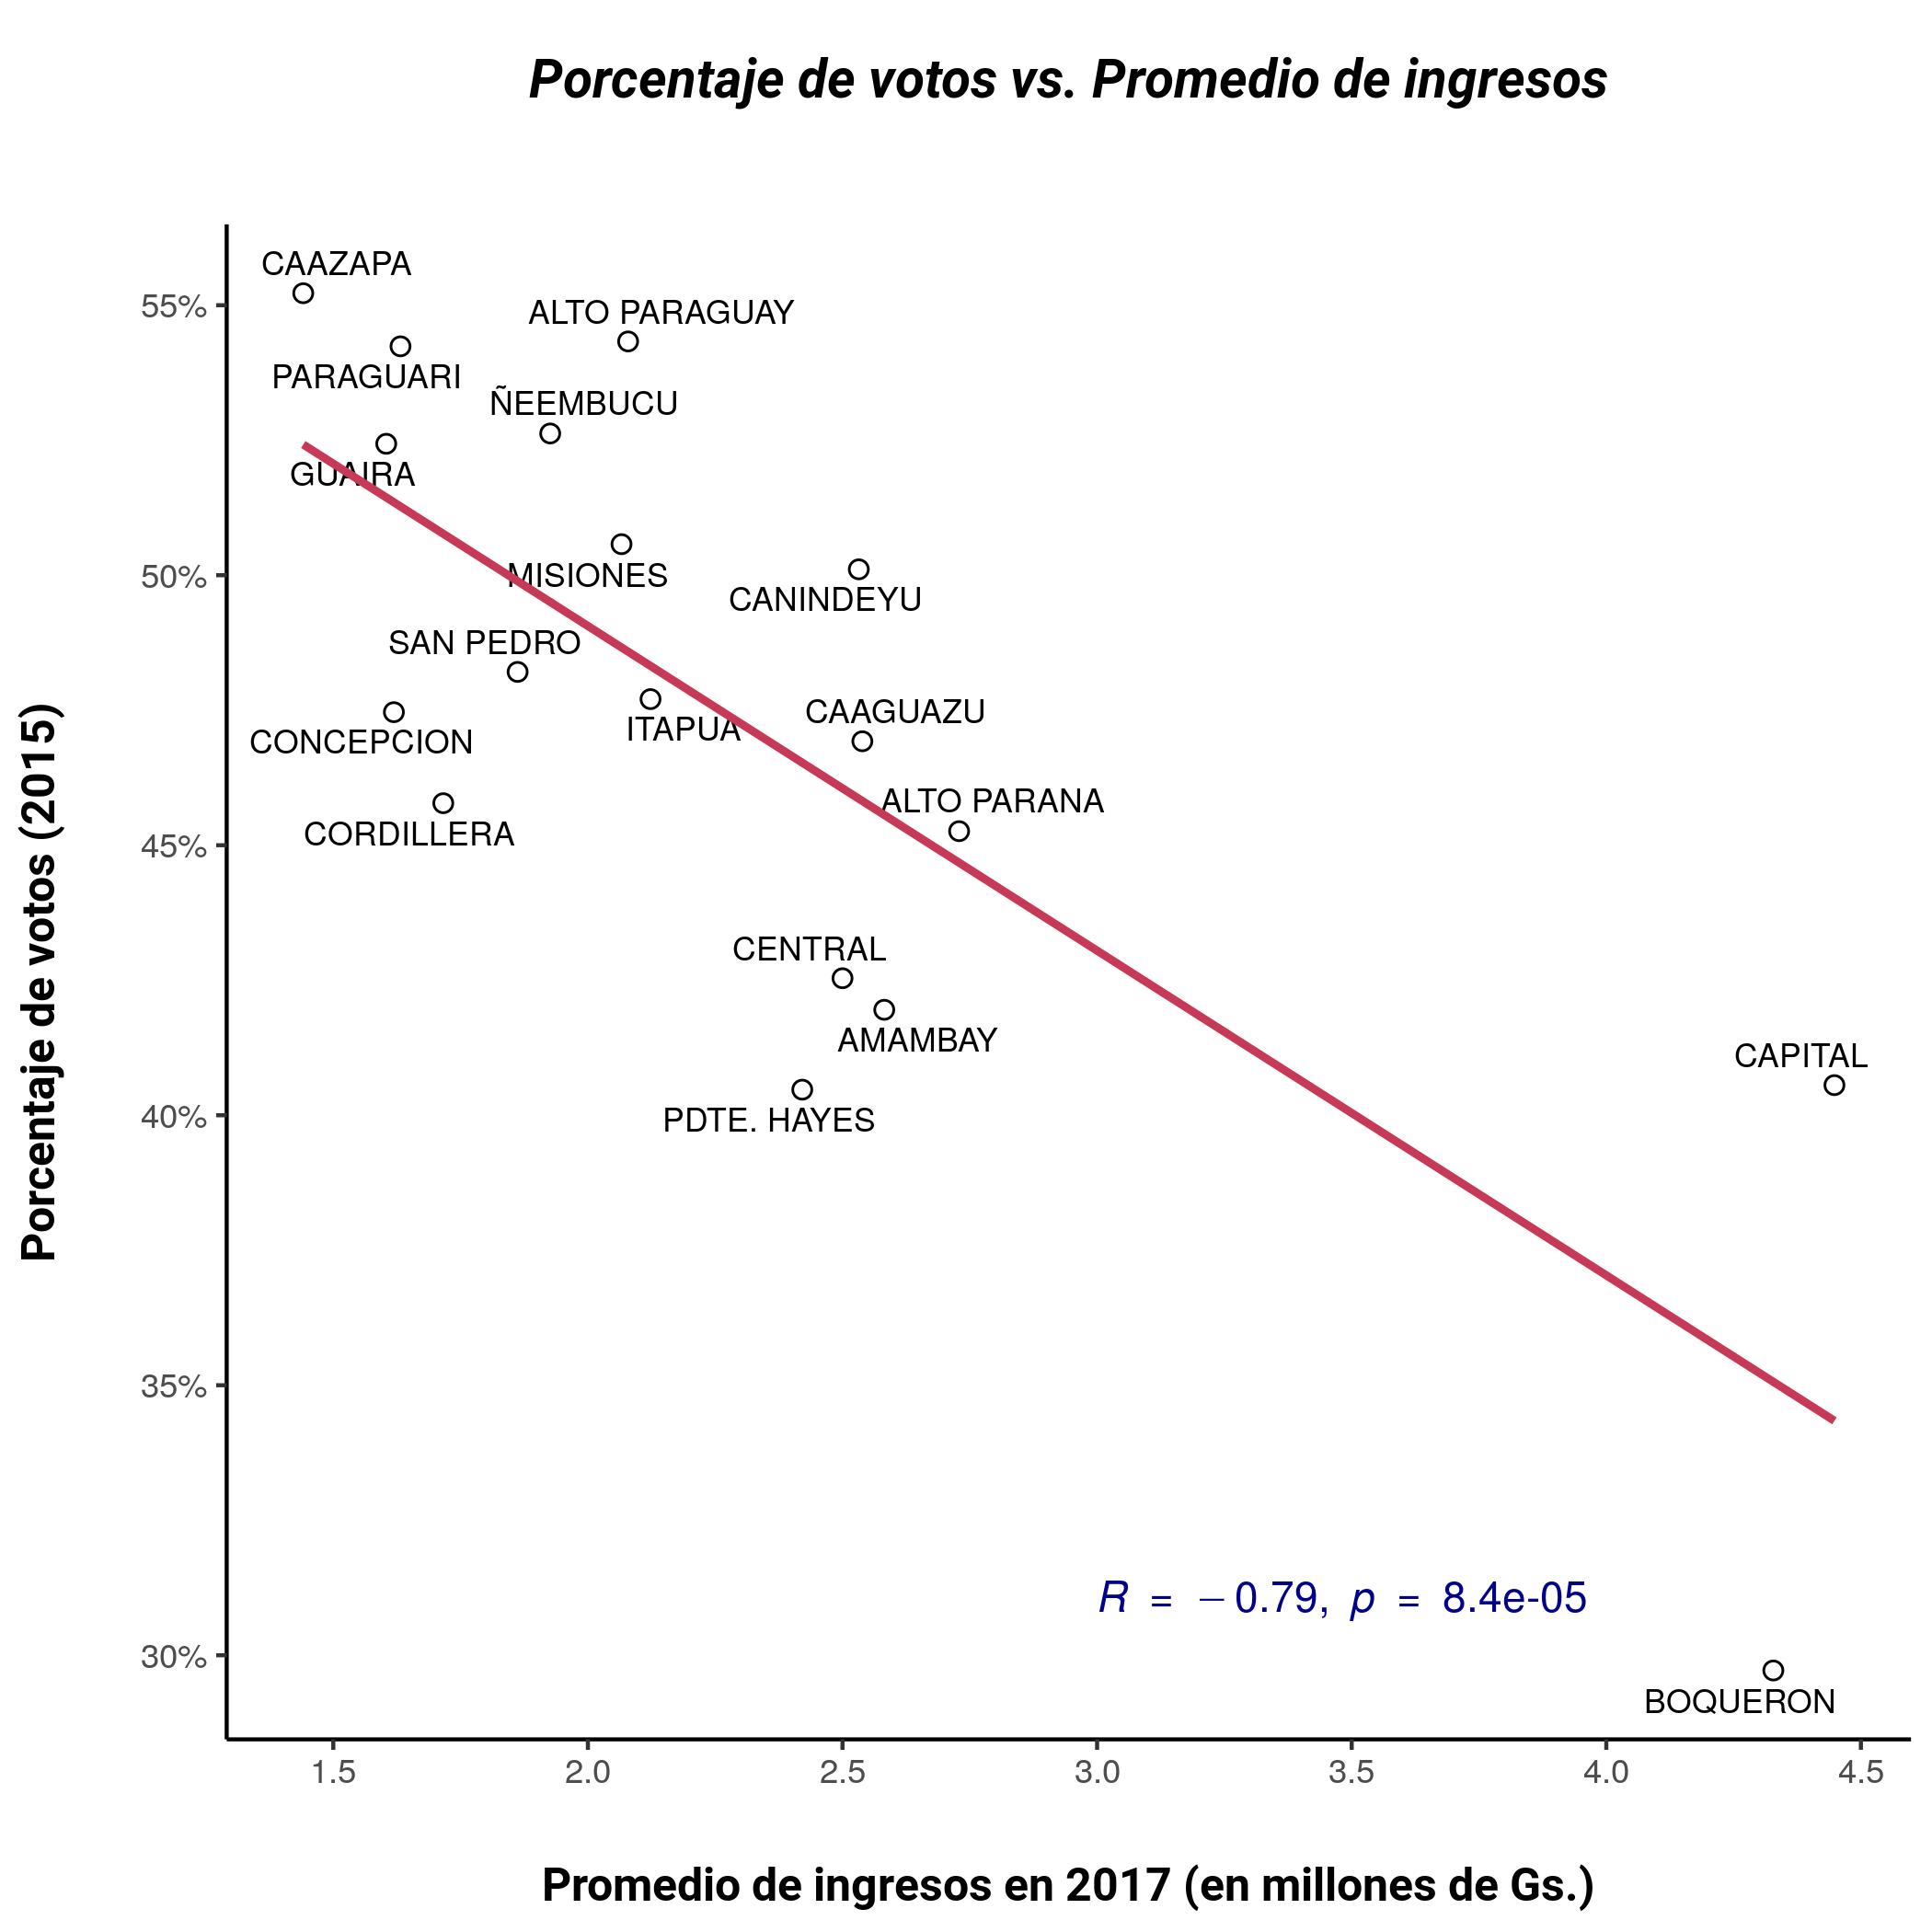 Porcentaje de votos vs. Promedio de ingresos
CAAZAPA
55%
ALTO PARAGUAY
PARAGUARI
ÑEEMBUCU
GUAIRA
MISIONES
50%
CANINDEYU
SAN PEDRO
CAAGUAZU
ITAPUA
CONCEPCION
ALTO PARANA
CORDILLERA
45%
CENTRAL
AMAMBAY
CAPITAL
40%
PDTE. HAYES
35%
R = −0.79, p = 8.4e-05
30%
BOQUERON
Porcentaje de votos (2015)
1.5 2.0 2.5 3.0 3.5 4.0 4.5
Promedio de ingresos en 2017 (en millones de Gs.)